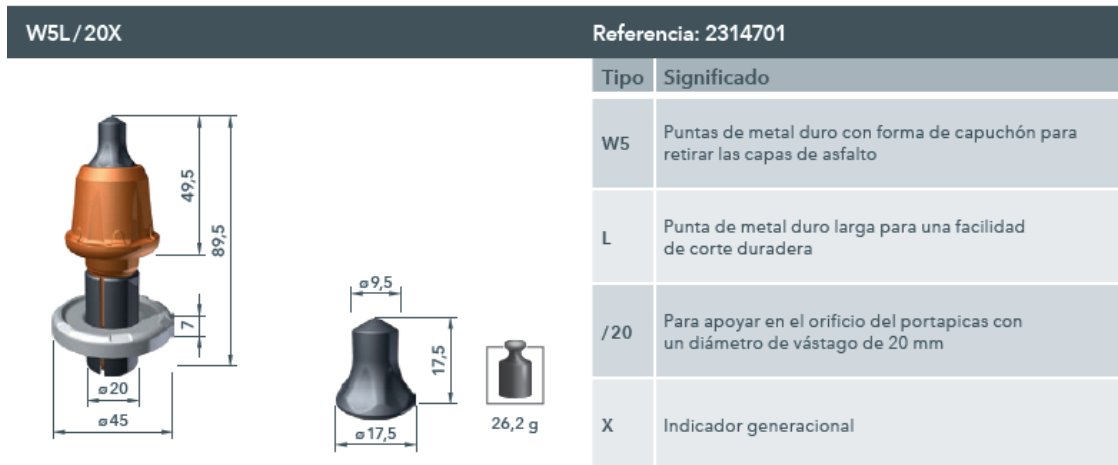 W5L/20X
Referencia: 2314701
Tipo Significado
W5
Puntas de metal duro con forma de capuchón para
retirar las capas de asfalto
L
Punta de metal duro larga para una facilidad
de corte duradera
/20
Para apoyar en el orificio del portapicas con
un diámetro de vástago de 20 mm
X
Indicador generacional
49,5
89,5
7
ø20
ø45
ø9,5
17,5
ø17,5
26,2 g